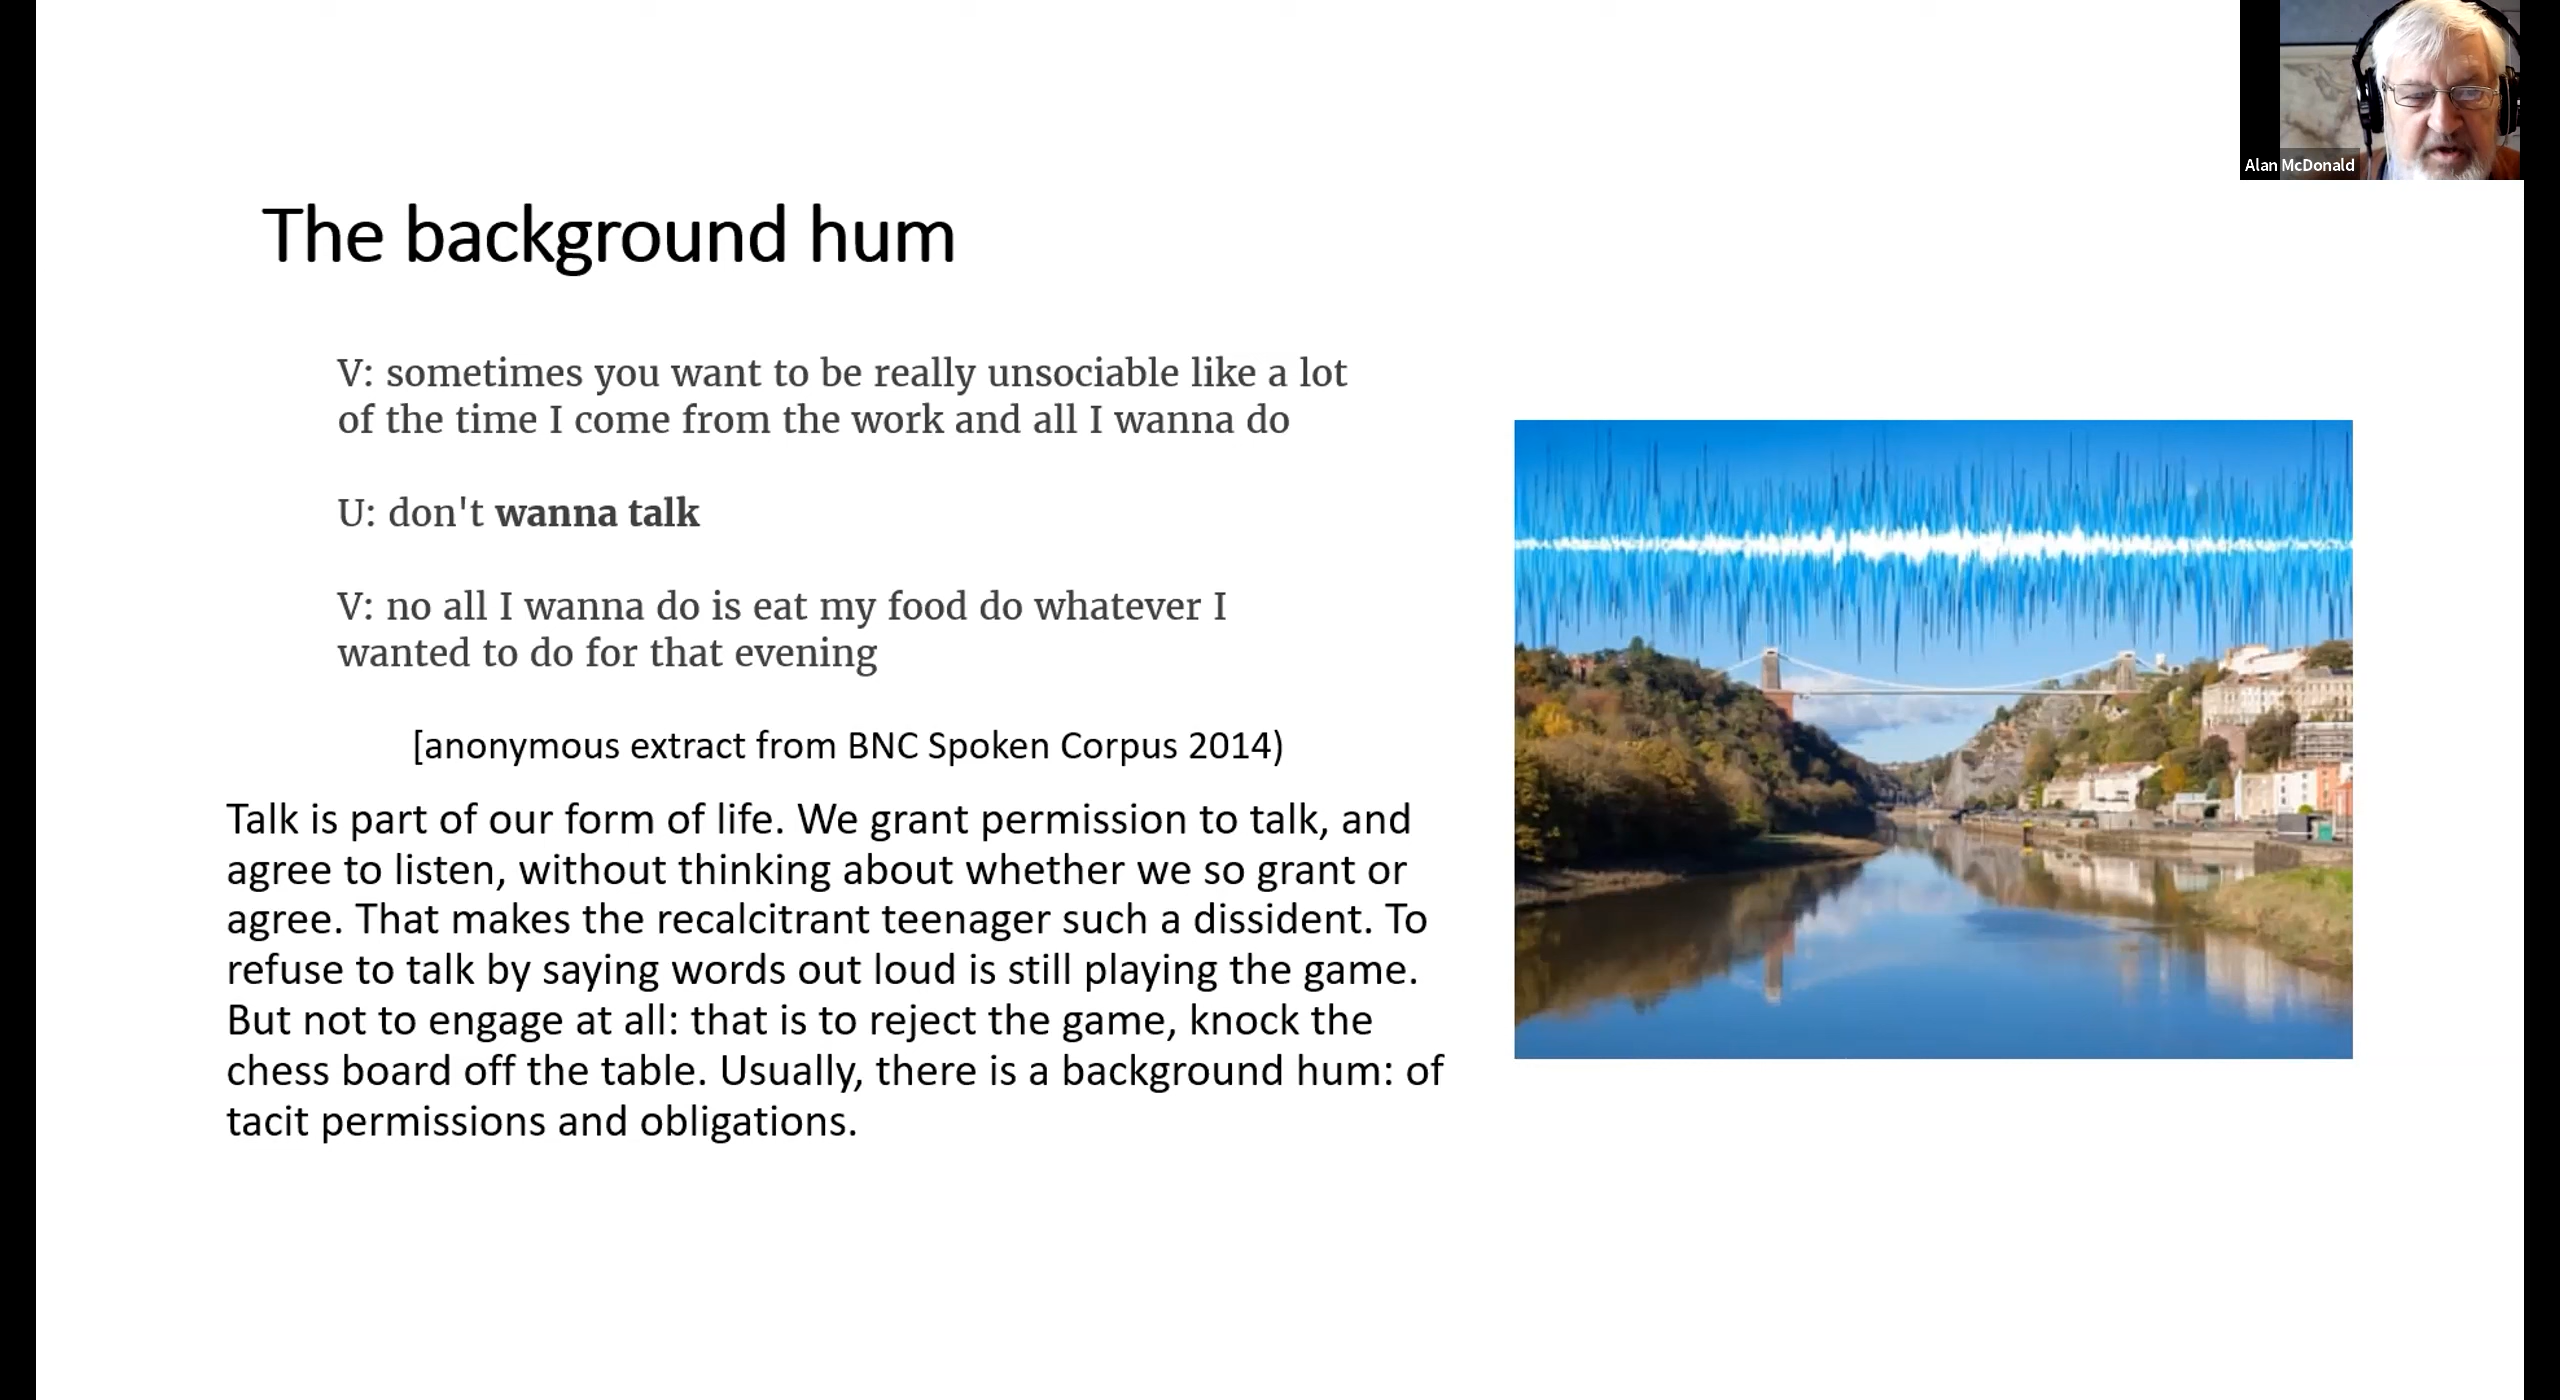 Alan McDonald
The background hum
V: sometimes you want to be really unsociable like a lot
of the time I come from the work and all I wanna do
U: don't wanna talk
V: no all I wanna do is eat my food do whatever I
wanted to do for that evening
[anonymous extract from BNC Spoken Corpus 2014)
Talk is part of our form of life. We grant permission to talk, and
agree to listen, without thinking about whether we so grant or
agree. That makes the recalcitrant teenager such a dissident. To
refuse to talk by saying words out loud is still playing the game.
But not to engage at all: that is to reject the game, knock the
chess board off the table. Usually, there is a background hum: of
tacit permissions and obligations.